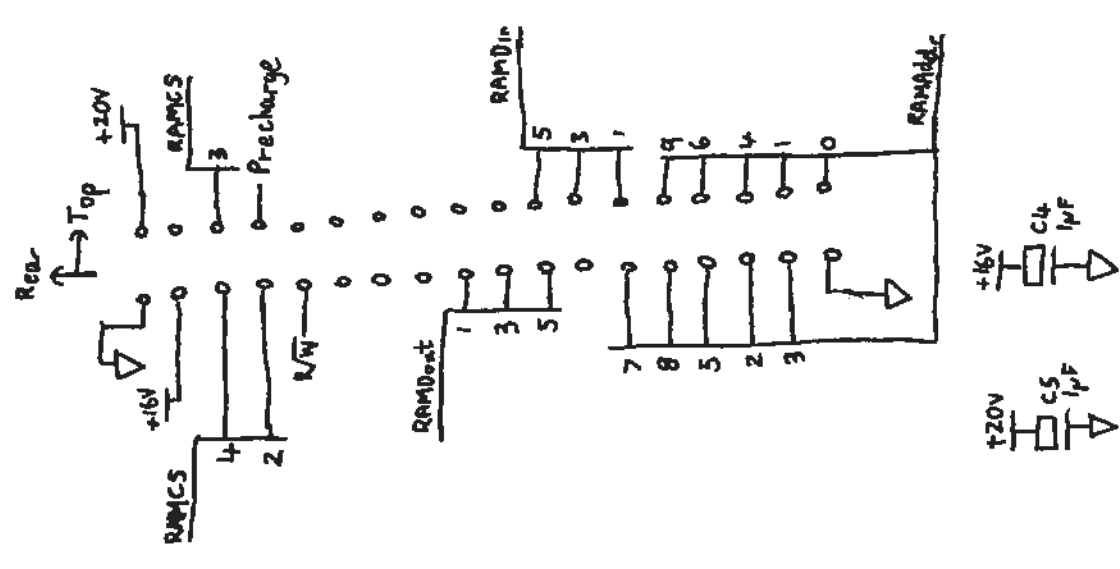 Rear
Top
+20V
RAMCS
3
Precharge
RAMDin
5
3
1
9
6
4
1
0
RAMAddr
+16V
RAMCS
4
2
R/W̅
RAMDout
1
3
5
7
8
5
2
3
+16V
C4
1µF
+20V
C5
1µF